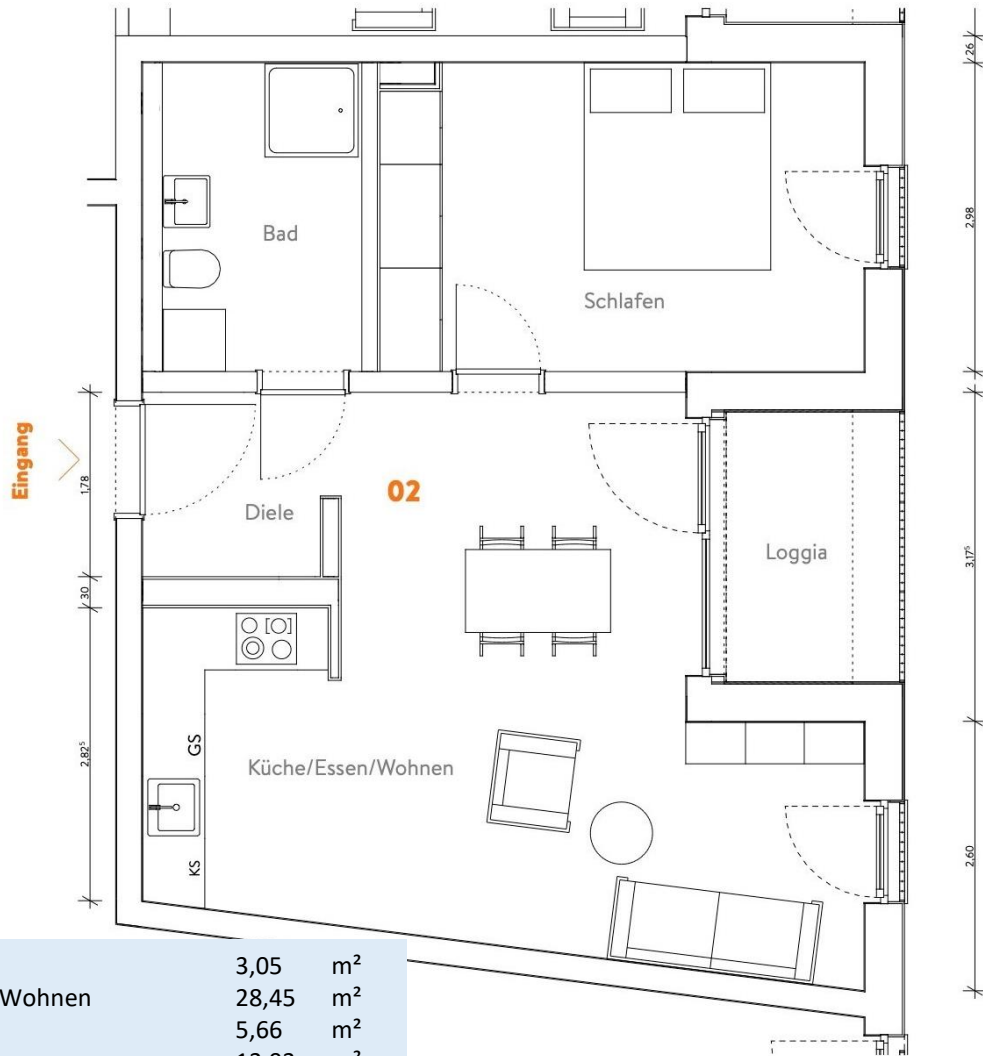 26
2,98
Bad
Schlafen
Eingang
1,78
Diele
02
Loggia
3,17⁵
30
2,82⁵
GS
Küche/Essen/Wohnen
KS
2,60
3,05 m²
Wohnen 28,45 m²
5,66 m²